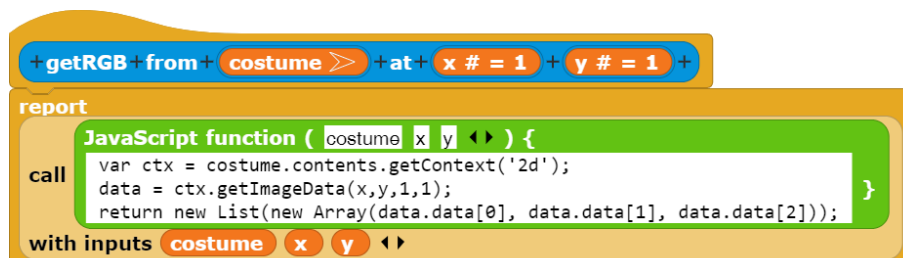 +getRGB+from+ costume +at+ x # = 1 + y # = 1 +
report
JavaScript function ( costume x y ) {
call
var ctx = costume.contents.getContext('2d');
data = ctx.getImageData(x,y,1,1);
return new List(new Array(data.data[0], data.data[1], data.data[2]));
}
with inputs costume x y